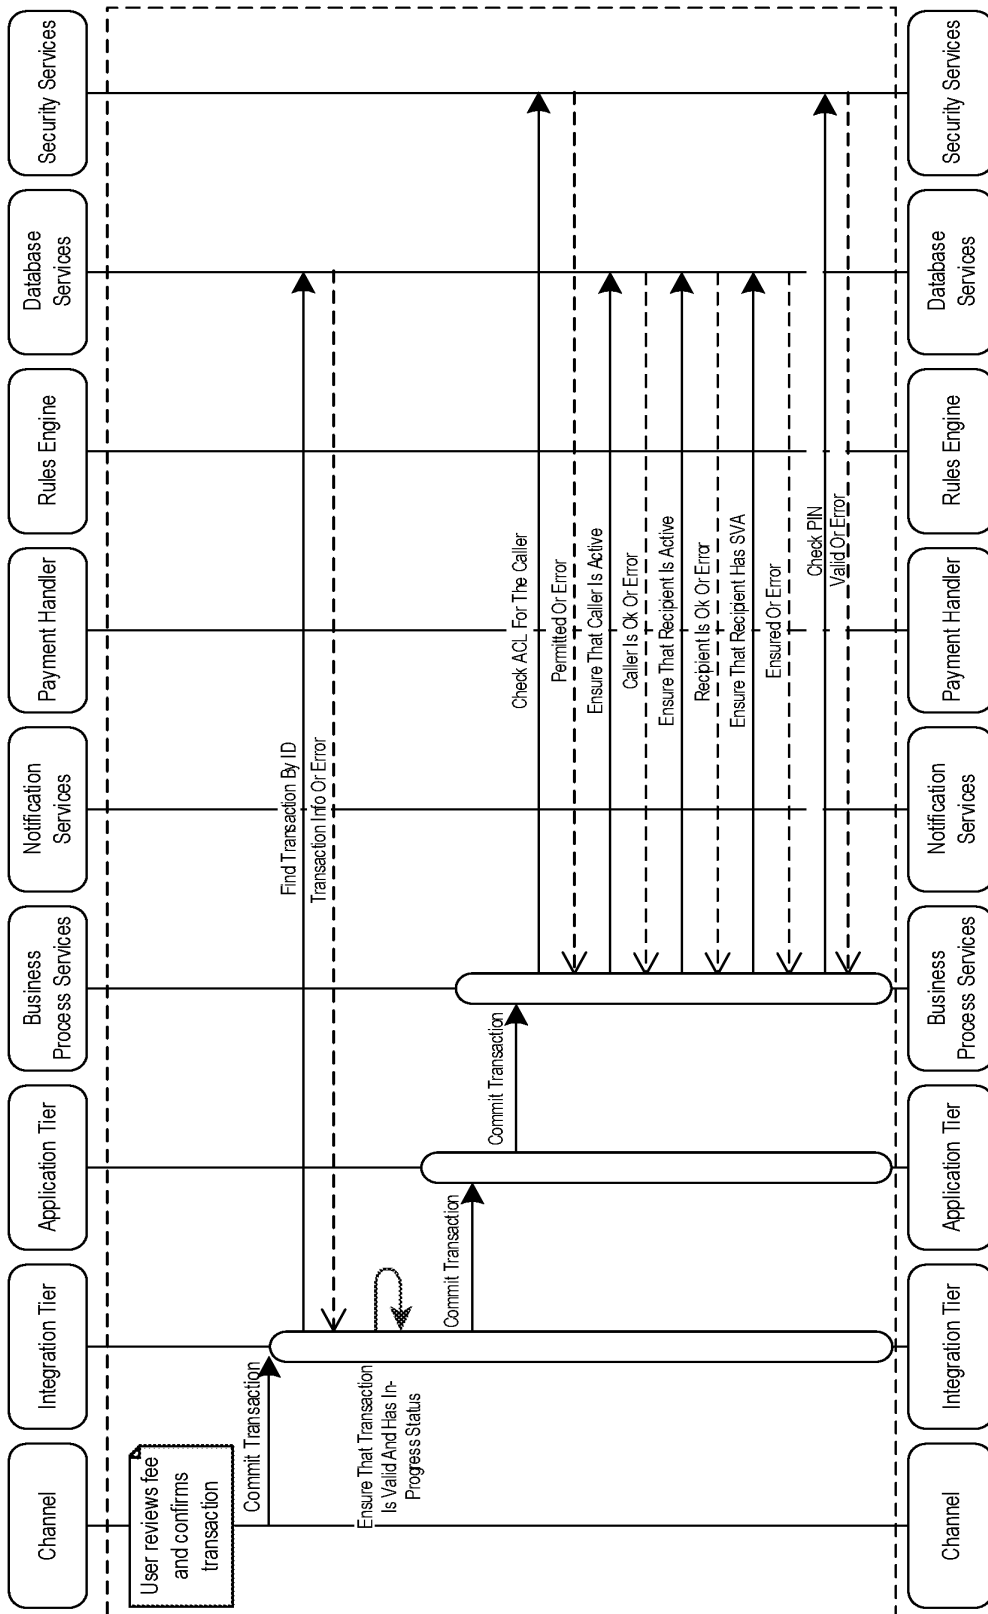 Channel
Integration Tier
Application Tier
Business
Process Services
Notification
Services
Payment Handler
Rules Engine
Database
Services
Security Services
User reviews fee
and confirms
transaction
Commit Transaction
Find Transaction By ID
Transaction Info Or Error
Ensure That Transaction
Is Valid And Has In-
Progress Status
Commit Transaction
Commit Transaction
Check ACL For The Caller
Permitted Or Error
Ensure That Caller Is Active
Caller Is Ok Or Error
Ensure That Recipient Is Active
Recipient Is Ok Or Error
Ensure That Recipient Has SVA
Ensured Or Error
Check PIN
Valid Or Error
Channel
Integration Tier
Application Tier
Business
Process Services
Notification
Services
Payment Handler
Rules Engine
Database
Services
Security Services